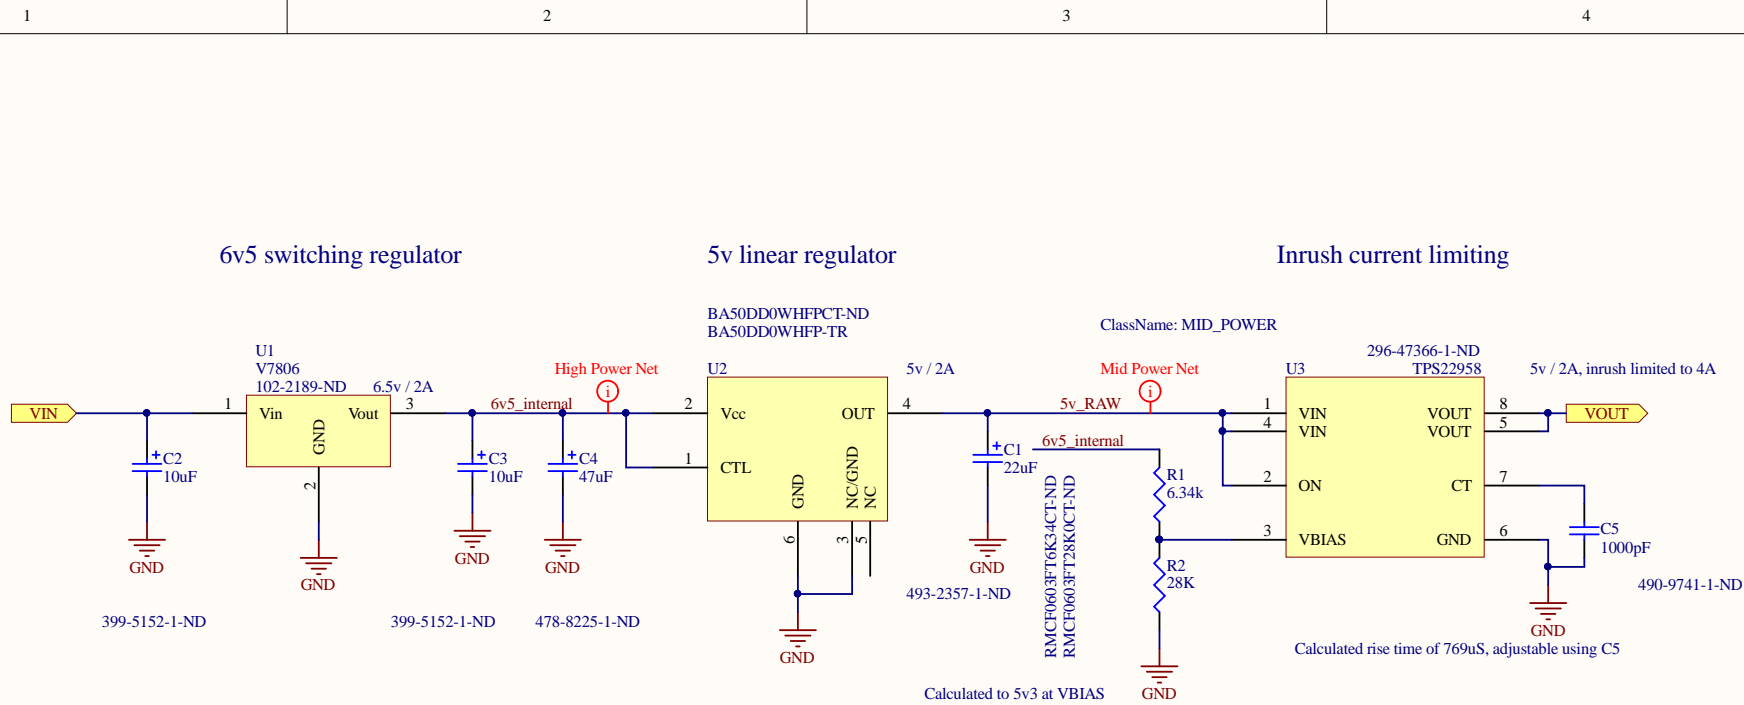 1
2
3
4
6v5 switching regulator
5v linear regulator
Inrush current limiting
BA50DD0WHFPCT-ND
BA50DD0WHFP-TR
ClassName: MID_POWER
U1
V7806
102-2189-ND
6.5v / 2A
High Power Net
i
U2
5v / 2A
Mid Power Net
i
296-47366-1-ND
U3
TPS22958
5v / 2A, inrush limited to 4A
VIN
1
Vin
Vout
GND
3
2
6v5_internal
2
Vcc
OUT
4
1
CTL
GND
NC/GND
NC
6
3
5
5v_RAW
6v5_internal
1
VIN
4
VIN
2
ON
3
VBIAS
VOUT
8
VOUT
5
CT
7
GND
6
VOUT
+
C2
10uF
GND
399-5152-1-ND
GND
+
C3
10uF
GND
399-5152-1-ND
+
C4
47uF
GND
478-8225-1-ND
GND
+
C1
22uF
GND
493-2357-1-ND
RMCF0603FT6K34CT-ND
RMCF0603FT28K0CT-ND
R1
6.34k
R2
28K
GND
Calculated to 5v3 at VBIAS
C5
1000pF
490-9741-1-ND
GND
Calculated rise time of 769uS, adjustable using C5